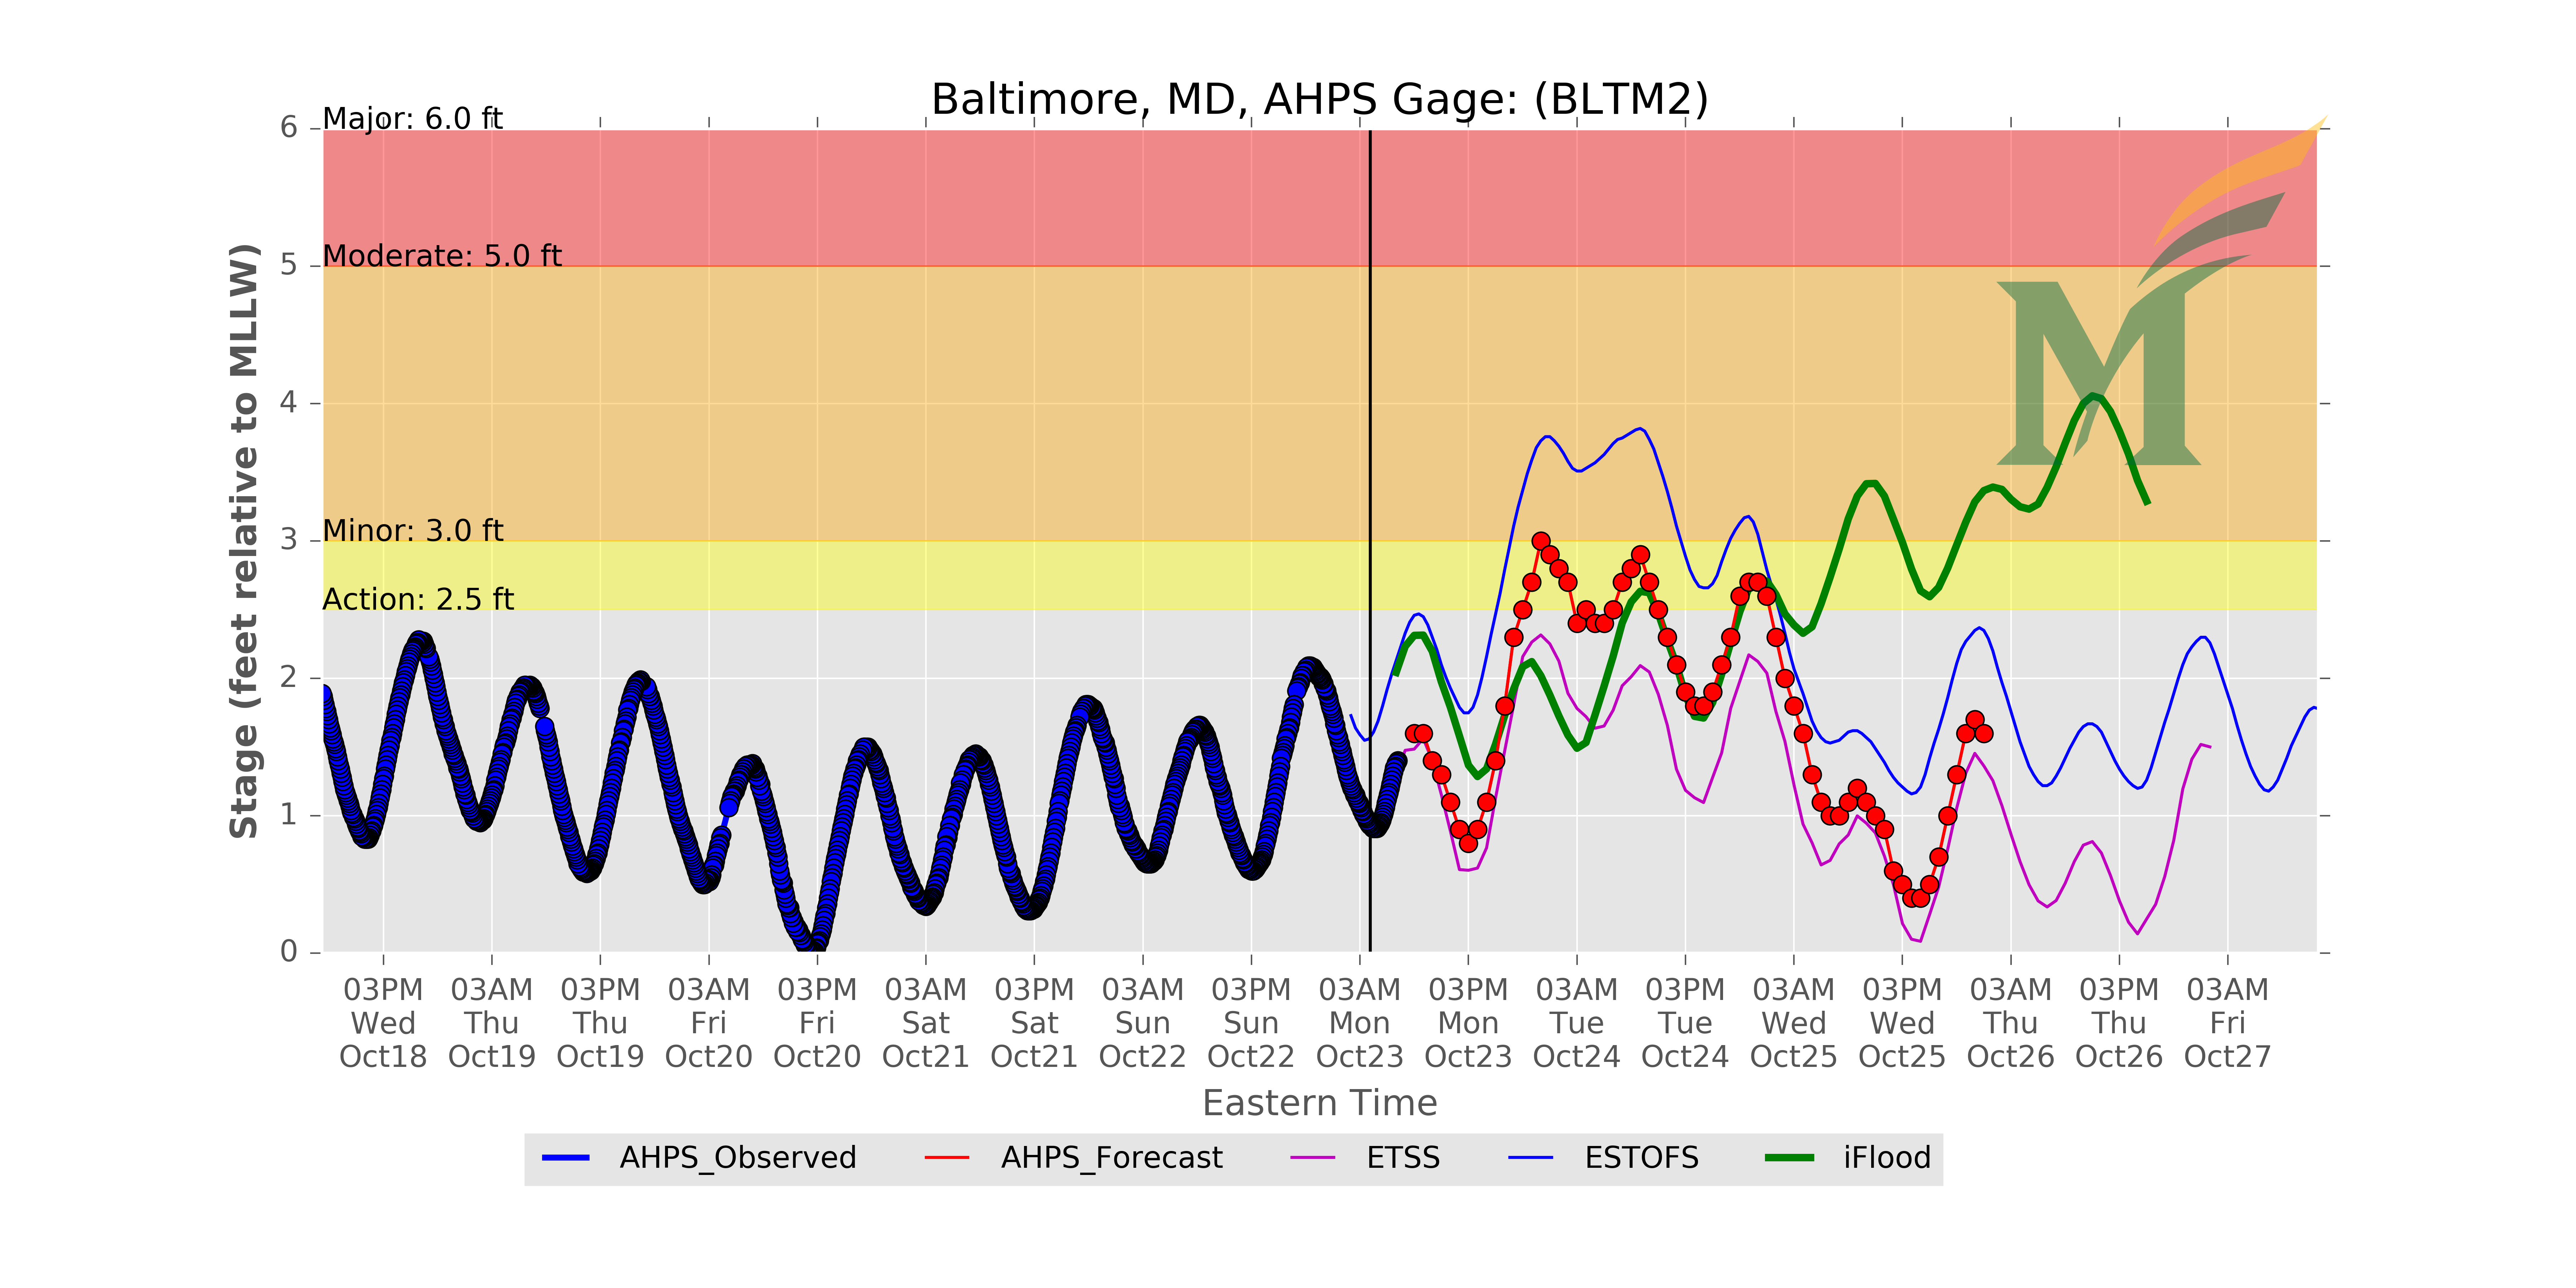 Baltimore, MD, AHPS Gage: (BLTM2)
Major: 6.0 ft
Moderate: 5.0 ft
Minor: 3.0 ft
Action: 2.5 ft
Stage (feet relative to MLLW)
6
5
4
3
2
1
0
M
03PM 03AM 03PM 03AM 03PM 03AM 03PM 03AM 03PM 03AM 03PM 03AM 03PM 03AM 03PM 03AM 03PM 03AM
Wed Thu Thu Fri Fri Sat Sat Sun Sun Mon Mon Tue Tue Wed Wed Thu Thu Fri
Oct18 Oct19 Oct19 Oct20 Oct20 Oct21 Oct21 Oct22 Oct22 Oct23 Oct23 Oct24 Oct24 Oct25 Oct25 Oct26 Oct26 Oct27
Eastern Time
AHPS_Observed AHPS_Forecast ETSS ESTOFS iFlood